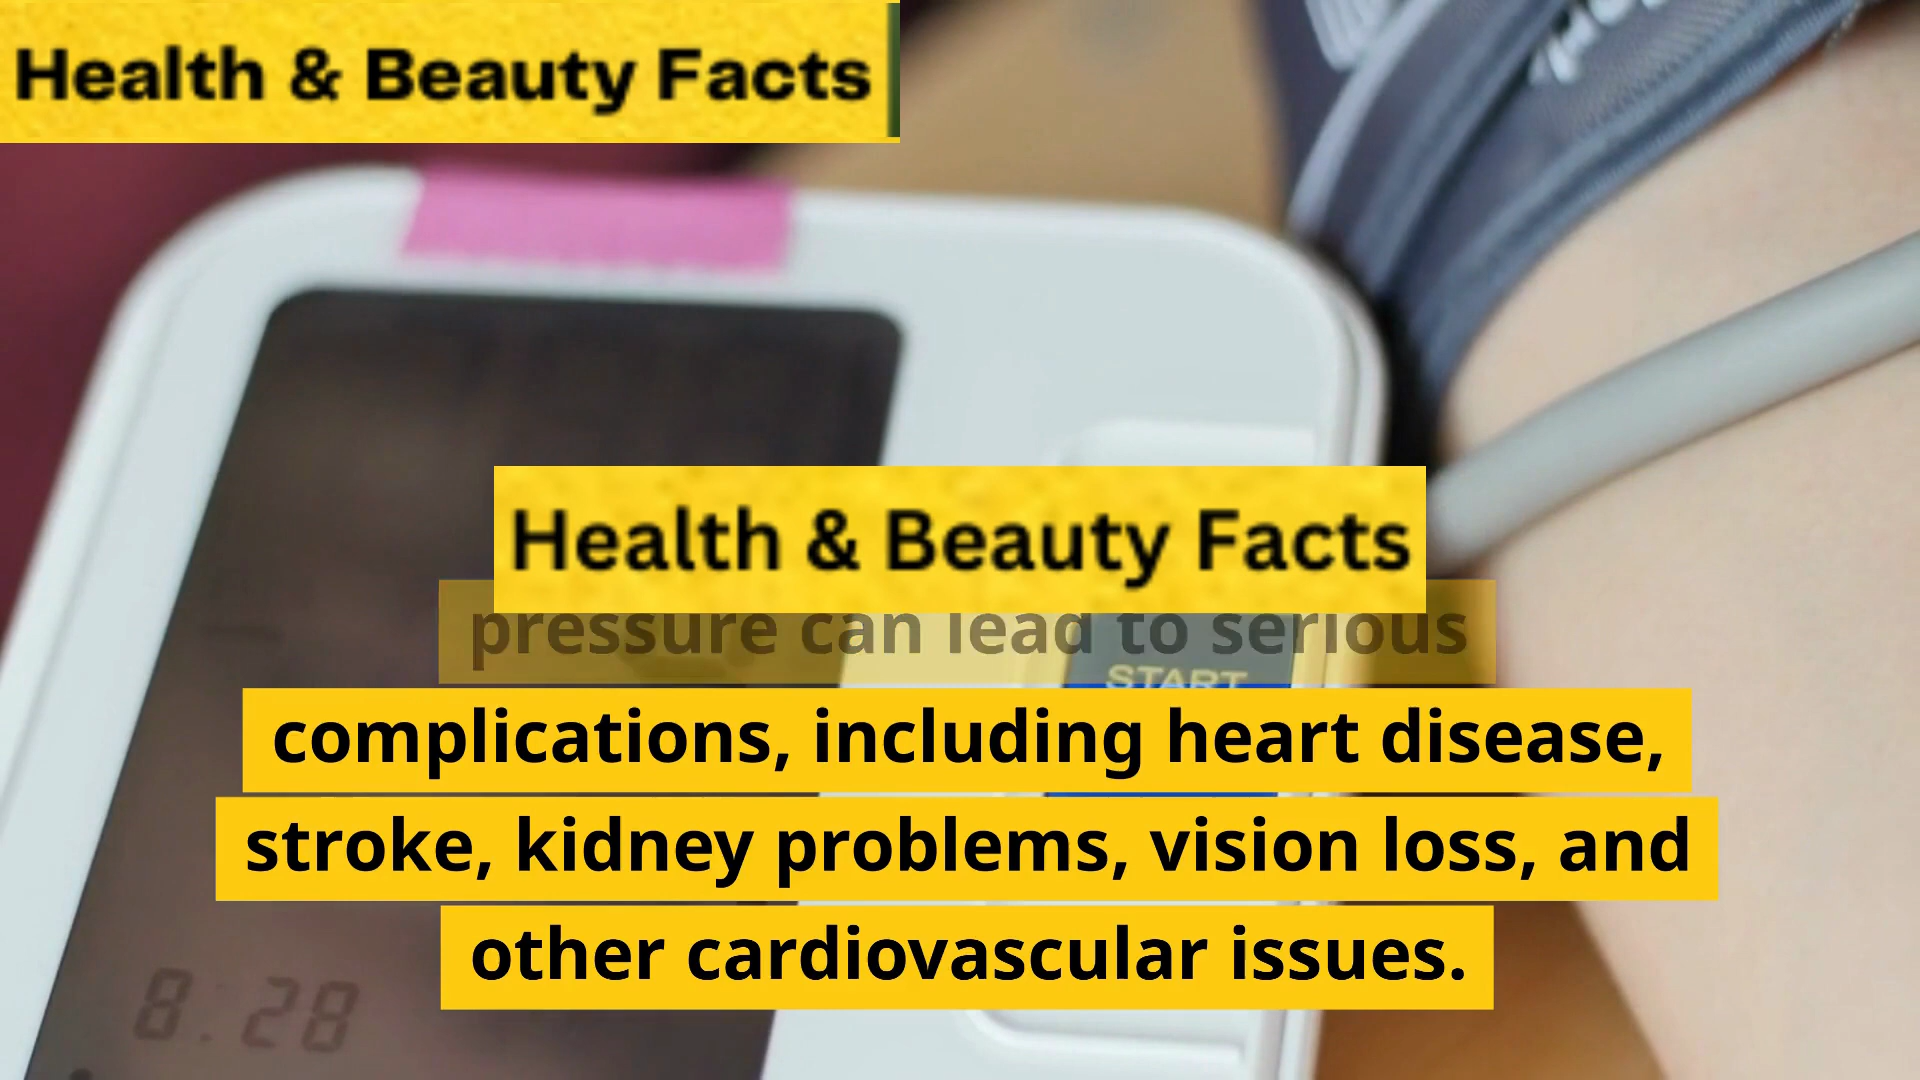 Health & Beauty Facts
Health & Beauty Facts
pressure can lead to serious
START
complications, including heart disease,
stroke, kidney problems, vision loss, and
other cardiovascular issues.
8:28